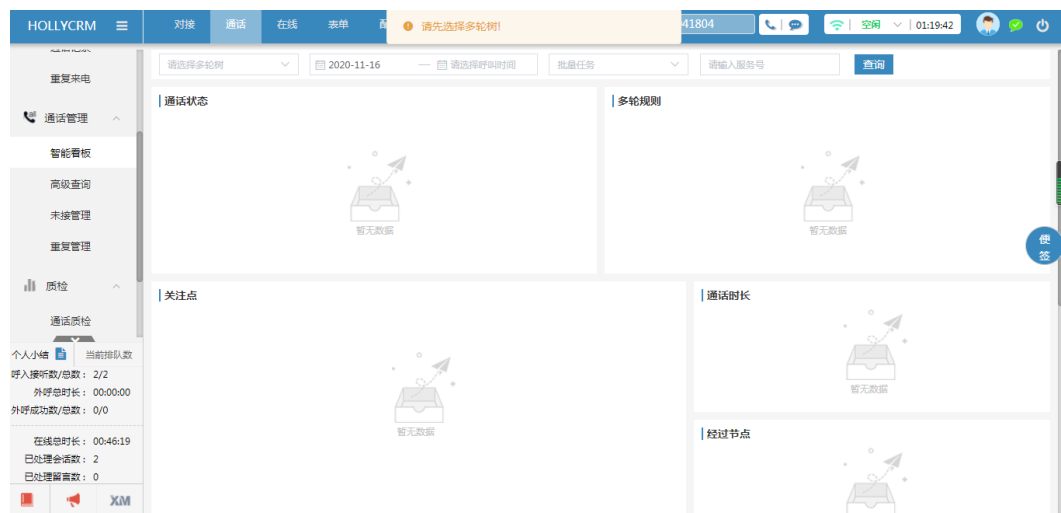 HOLLYCRM
对接
通话
在线
表单
请先选择多轮树!
41804
空闲
01:19:42
重复来电
通话管理
智能看板
高级查询
未接管理
重复管理
质检
通话质检
个人小结
当前排队数
呼入接听数/总数： 2/2
外呼总时长： 00:00:00
外呼成功数/总数： 0/0
在线总时长： 00:46:19
已处理会话数： 2
已处理留言数： 0
XM
请选择多轮树
2020-11-16 — 请选择呼叫时间
批量任务
请输入服务号
查询
通话状态
暂无数据
多轮规则
暂无数据
关注点
暂无数据
通话时长
暂无数据
经过节点
便
签